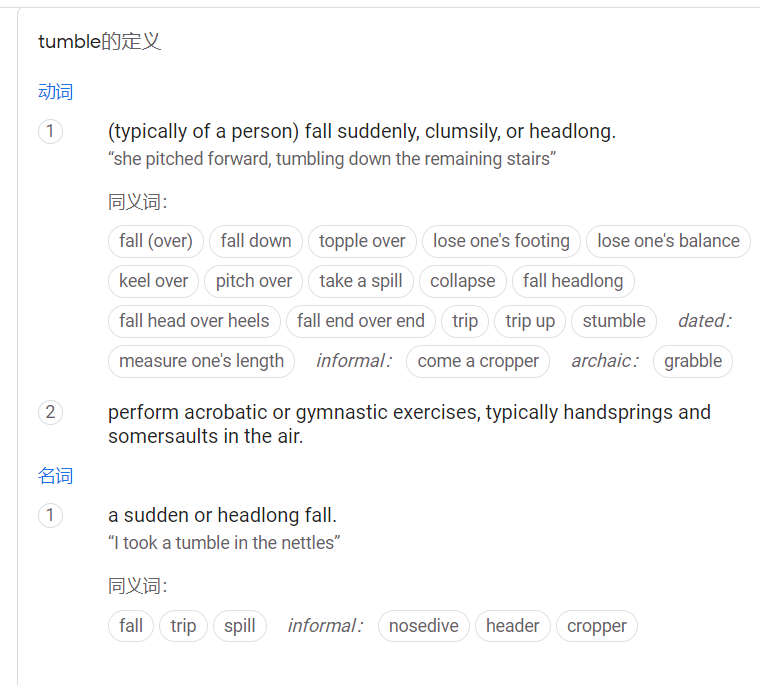 tumble的定义
动词
1 (typically of a person) fall suddenly, clumsily, or headlong.
“she pitched forward, tumbling down the remaining stairs”
同义词：
fall (over) fall down topple over lose one's footing lose one's balance
keel over pitch over take a spill collapse fall headlong
fall head over heels fall end over end trip trip up stumble dated：
measure one's length informal： come a cropper archaic： grabble
2 perform acrobatic or gymnastic exercises, typically handsprings and
somersaults in the air.
名词
1 a sudden or headlong fall.
“I took a tumble in the nettles”
同义词：
fall trip spill informal： nosedive header cropper